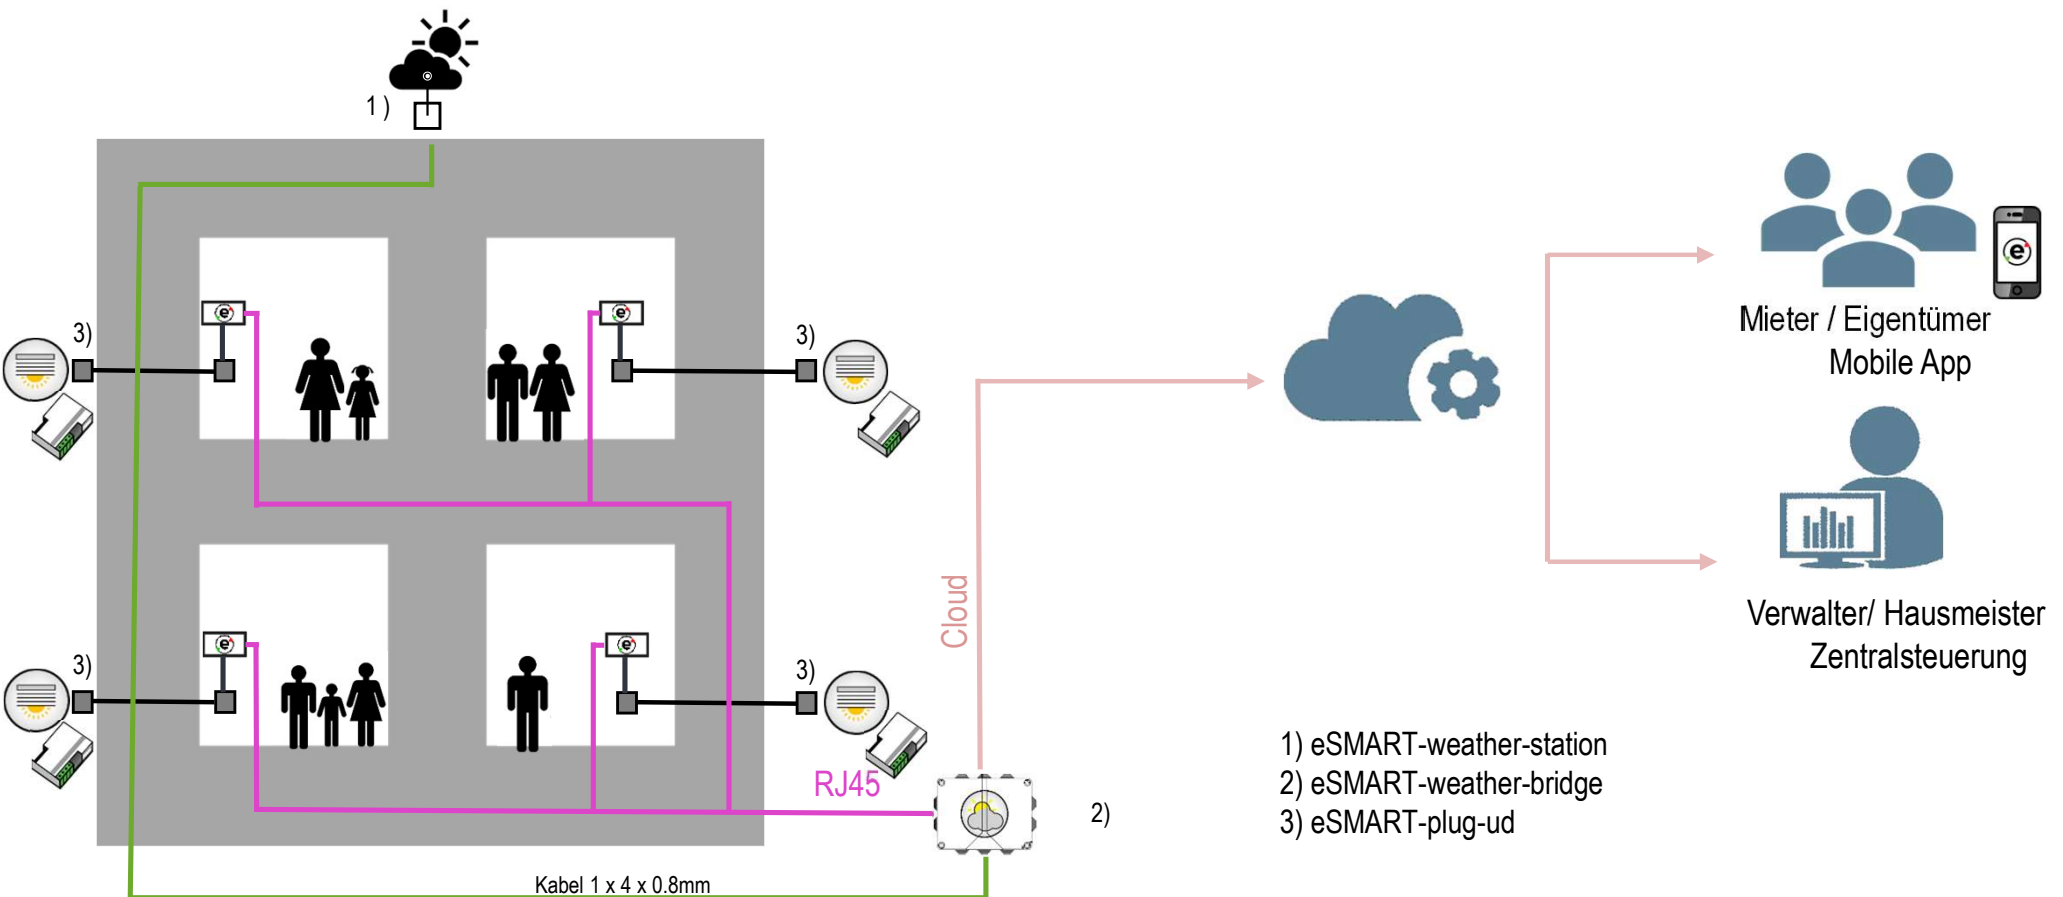 1 )
3)
3)
Mieter / Eigentümer
Mobile App
3)
3)
Cloud
Verwalter/ Hausmeister
Zentralsteuerung
RJ45
2)
1) eSMART-weather-station
2) eSMART-weather-bridge
3) eSMART-plug-ud
Kabel 1 x 4 x 0.8mm
e
e
e
e
e